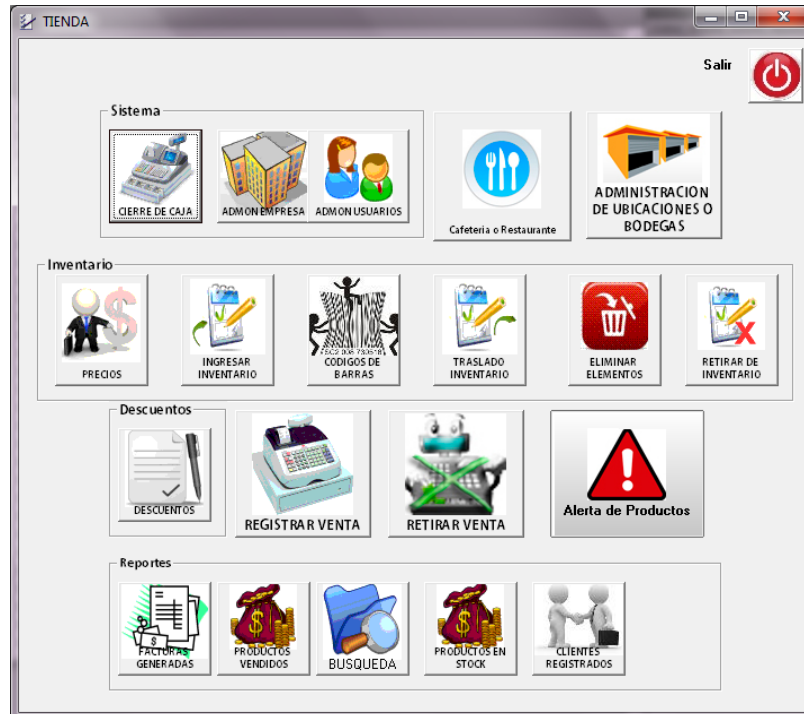 TIENDA
Salir
Sistema
CIERRE DE CAJA
ADMON EMPRESA
ADMON USUARIOS
Cafeteria o Restaurante
ADMINISTRACION
DE UBICACIONES O
BODEGAS
Inventario
PRECIOS
INGRESAR
INVENTARIO
CODIGOS DE
BARRAS
TRASLADO
INVENTARIO
ELIMINAR
ELEMENTOS
RETIRAR DE
INVENTARIO
Descuentos
DESCUENTOS
REGISTRAR VENTA
RETIRAR VENTA
Alerta de Productos
Reportes
FACTURAS
GENERADAS
PRODUCTOS
VENDIDOS
BUSQUEDA
PRODUCTOS EN
STOCK
CLIENTES
REGISTRADOS